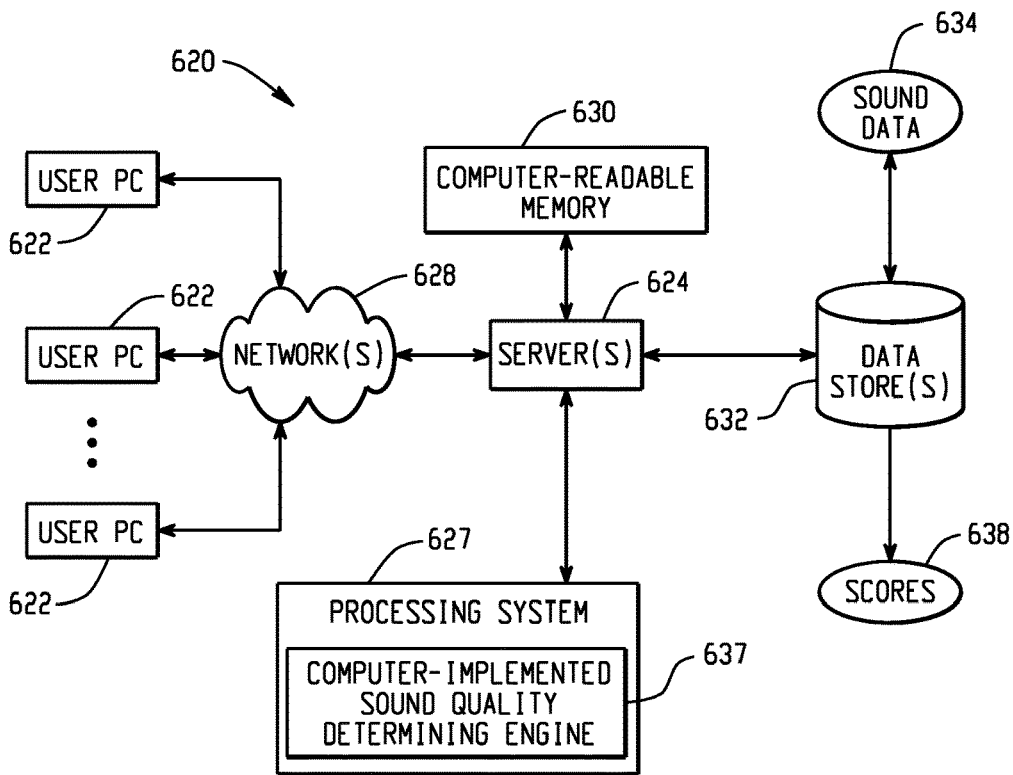 634
620
SOUND
DATA
630
USER PC
COMPUTER-READABLE
MEMORY
622
628
624
622
USER PC
NETWORK(S)
SERVER(S)
DATA
STORE(S)
632
USER PC
627
638
622
SCORES
PROCESSING SYSTEM
637
COMPUTER-IMPLEMENTED
SOUND QUALITY
DETERMINING ENGINE